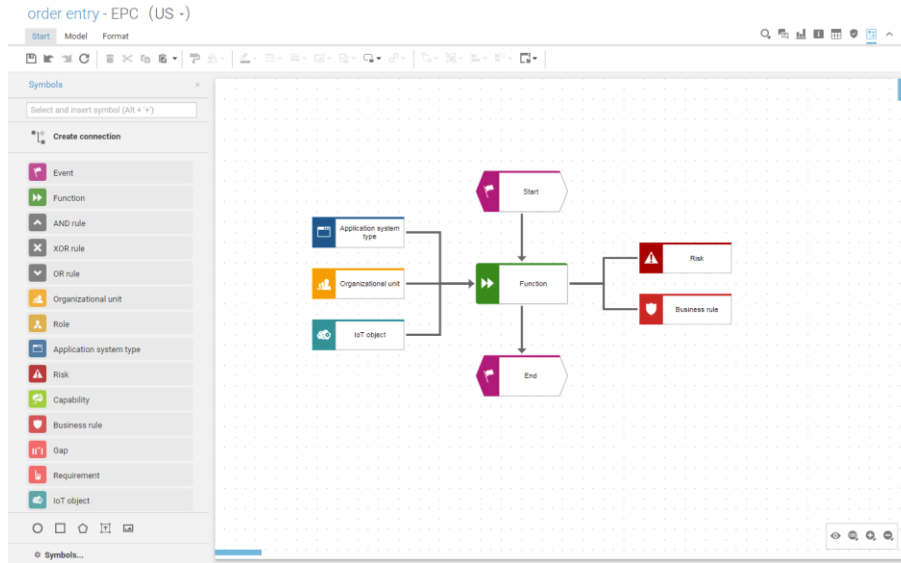 order entry - EPC (US -)
Start Model Format
Symbols
Select and insert symbol (Alt + '+')
Create connection
Event
Function
AND rule
XOR rule
OR rule
Organizational unit
Role
Application system type
Risk
Capability
Business rule
Gap
Requirement
IoT object
Symbols...
Start
Application system
type
Organizational unit
IoT object
Function
Risk
Business rule
End